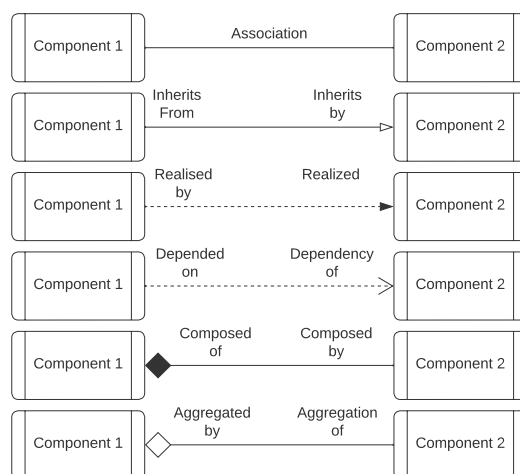 Association
Component 1
Component 2
Inherits
From
Inherits
by
Component 1
Component 2
Realised
by
Realized
Component 1
Component 2
Depended
on
Dependency
of
Component 1
Component 2
Composed
of
Composed
by
Component 1
Component 2
Aggregated
by
Aggregation
of
Component 1
Component 2